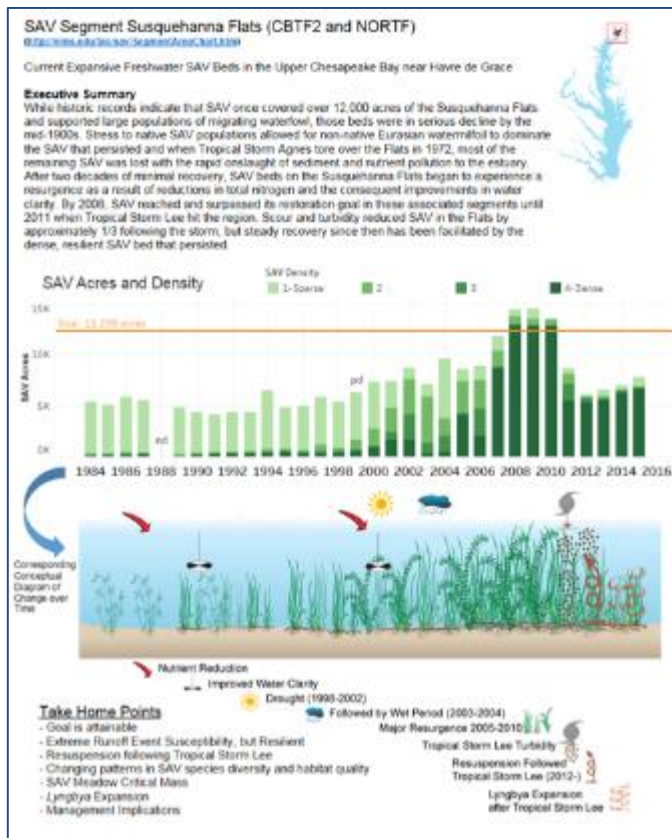 SAV Segment Susquehanna Flats (CBTF2 and NORTF)
Current Expansive Freshwater SAV Beds in the Upper Chesapeake Bay near Havre de Grace
Executive Summary
While historic records indicate that SAV once covered over 12,000 acres of the Susquehanna Flats
and supported large populations of migrating waterfowl, those beds were in serious decline by the
mid-1900s. Stress to native SAV populations allowed for non-native Eurasian watermilfoil to dominate
the SAV that persisted and when Tropical Storm Agnes tore over the Flats in 1972, most of the
remaining SAV was lost with the rapid onslaught of sediment and nutrient pollution to the estuary.
After two decades of minimal recovery, SAV beds on the Susquehanna Flats began to experience a
resurgence as a result of reductions in total nitrogen and the consequent improvements in water
clarity. By 2008, SAV reached and surpassed its restoration goal in these associated segments until
2011 when Tropical Storm Lee hit the region. Scour and turbidity reduced SAV in the Flats by
approximately 1/3 following the storm, but steady recovery since then has been facilitated by the
dense, resilient SAV bed that persisted.
SAV Acres and Density
SAV Density
1-Sparse 2 3 4-Dense
15K
10K
5K
0K
SAV Acres
nd
pd
1984 1986 1988 1990 1992 1994 1996 1998 2000 2002 2004 2006 2008 2010 2012 2014 2016
Corresponding
Conceptual
Diagram of
Change over
Time
Nutrient Reduction
Improved Water Clarity
Drought (1998-2002)
Followed by Wet Period (2003-2004)
Major Resurgence 2005-2010
Tropical Storm Lee Turbidity
Resuspension Followed
Tropical Storm Lee (2012-)
Lyngbya Expansion
after Tropical Storm Lee
Take Home Points
- Goal is attainable
- Extreme Runoff Event Susceptibility, but Resilient
- Resuspension following Tropical Storm Lee
- Changing patterns in SAV species diversity and habitat quality
- SAV Meadow Critical Mass
- Lyngbya Expansion
- Management Implications